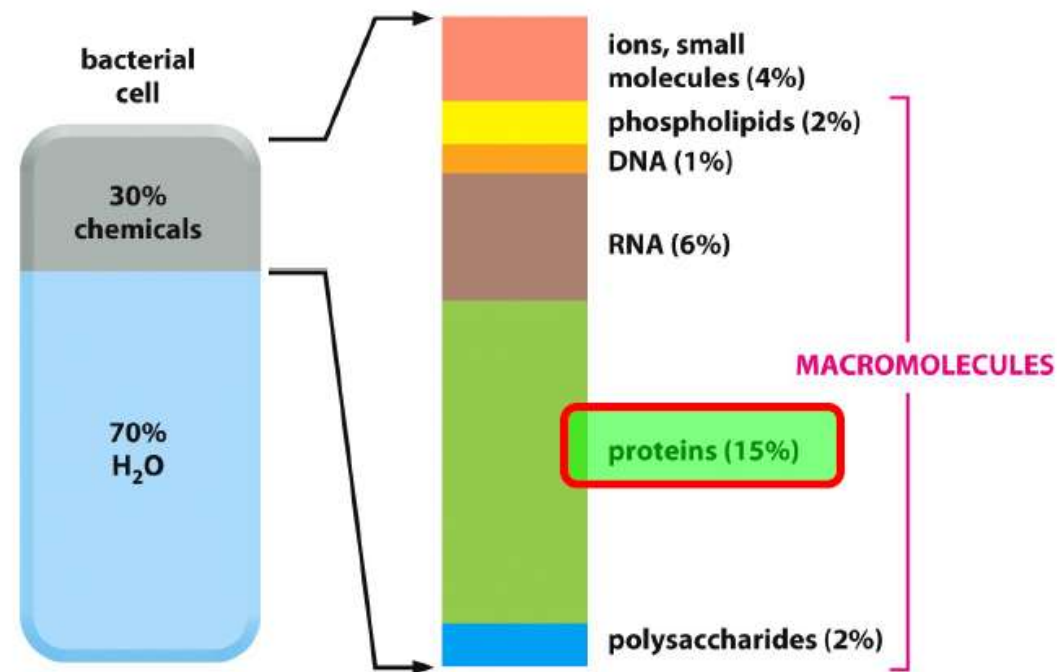 bacterial
cell
30%
chemicals
70%
H₂O
ions, small
molecules (4%)
phospholipids (2%)
DNA (1%)
RNA (6%)
MACROMOLECULES
proteins (15%)
polysaccharides (2%)